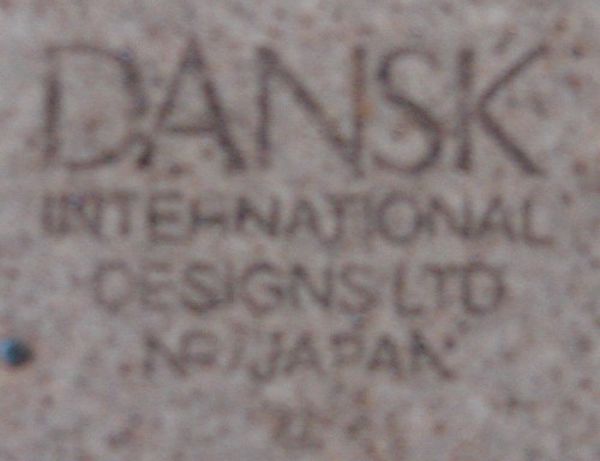 DANSK
INTERNATIONAL
DESIGNS LTD
JAPAN